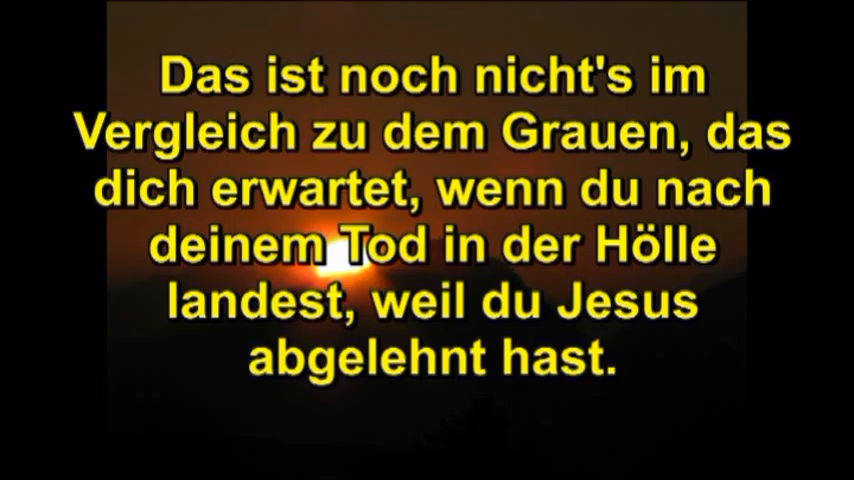 Das ist noch nicht's im
Vergleich zu dem Grauen, das
dich erwartet, wenn du nach
deinem Tod in der Hölle
landest, weil du Jesus
abgelehnt hast.